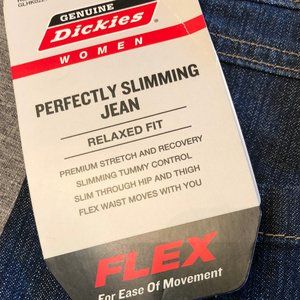 GENUINE
Dickies
WOMEN
PERFECTLY SLIMMING
JEAN
RELAXED FIT
PREMIUM STRETCH AND RECOVERY
SLIMMING TUMMY CONTROL
SLIM THROUGH HIP AND THIGH
FLEX WAIST MOVES WITH YOU
FLEX
For Ease Of Movement